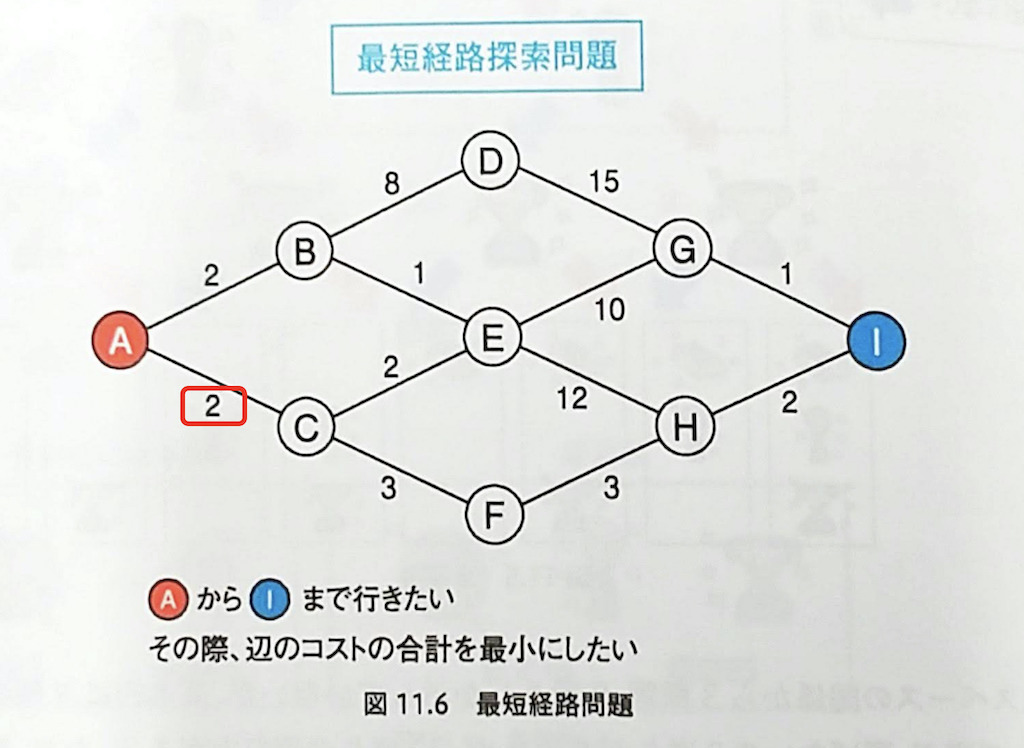 最短経路探索問題
D
8
15
B
G
2
1
1
10
A
E
I
2
2
12
2
C
H
3
3
F
A から I まで行きたい
その際、辺のコストの合計を最小にしたい
図 11.6 最短経路問題